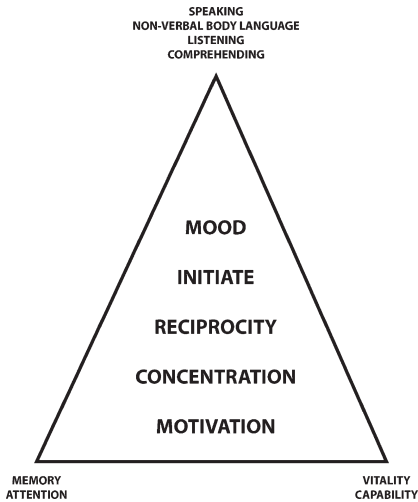 SPEAKING
NON-VERBAL BODY LANGUAGE
LISTENING
COMPREHENDING
MOOD
INITIATE
RECIPROCITY
CONCENTRATION
MOTIVATION
MEMORY
ATTENTION
VITALITY
CAPABILITY